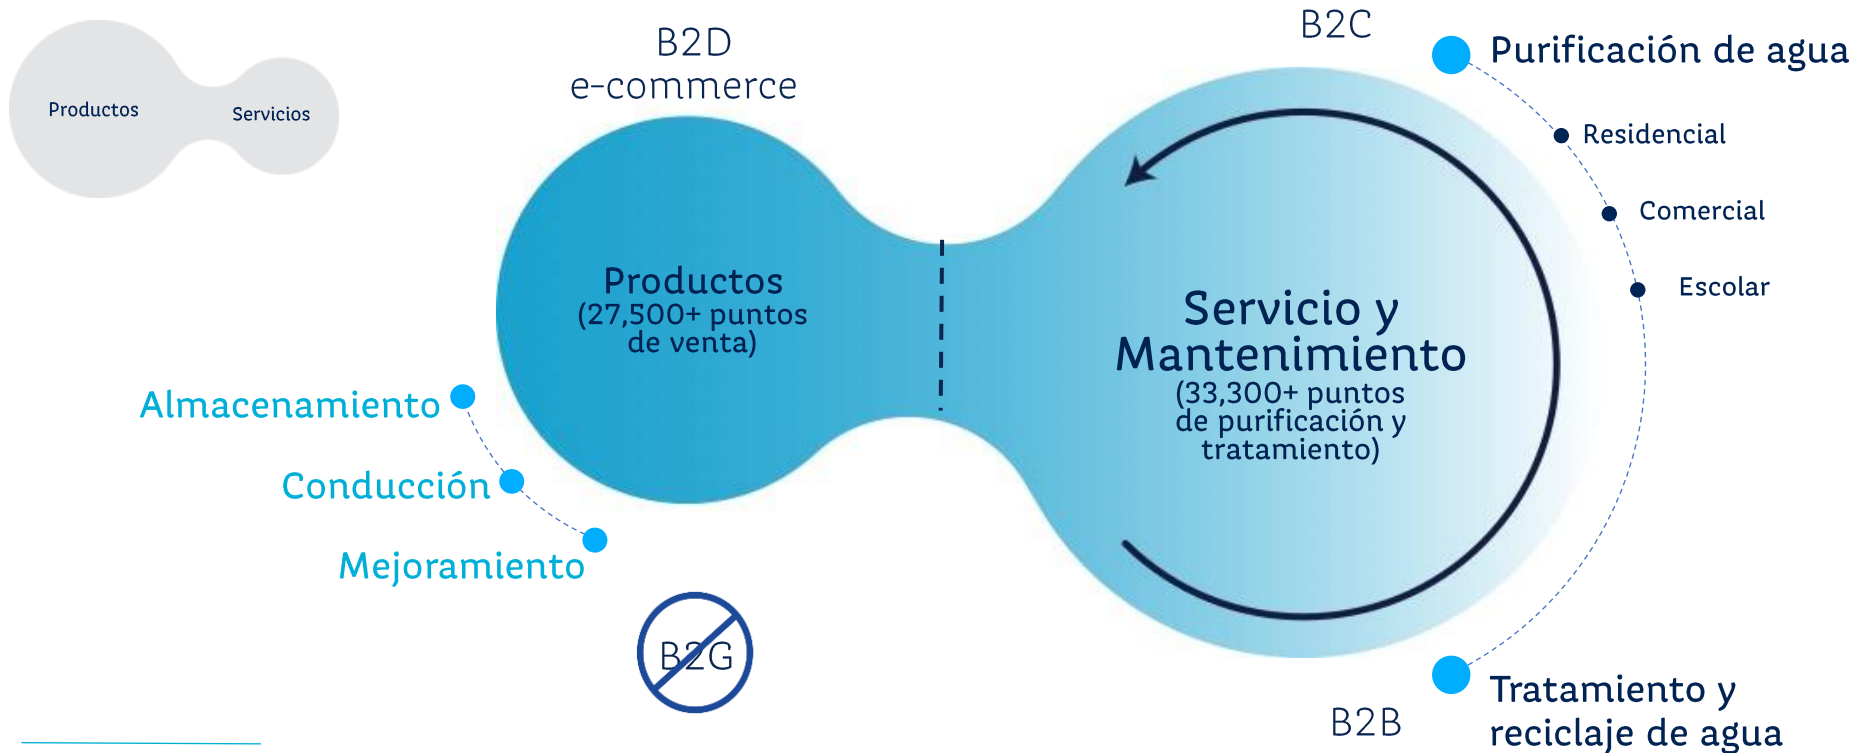 Productos
Servicios
B2D
e-commerce
Productos
(27,500+ puntos
de venta)
Almacenamiento
Conducción
Mejoramiento
B2G
B2C
Purificación de agua
Residencial
Comercial
Escolar
Servicio y
Mantenimiento
(33,300+ puntos
de purificación y
tratamiento)
B2B
Tratamiento y
reciclaje de agua